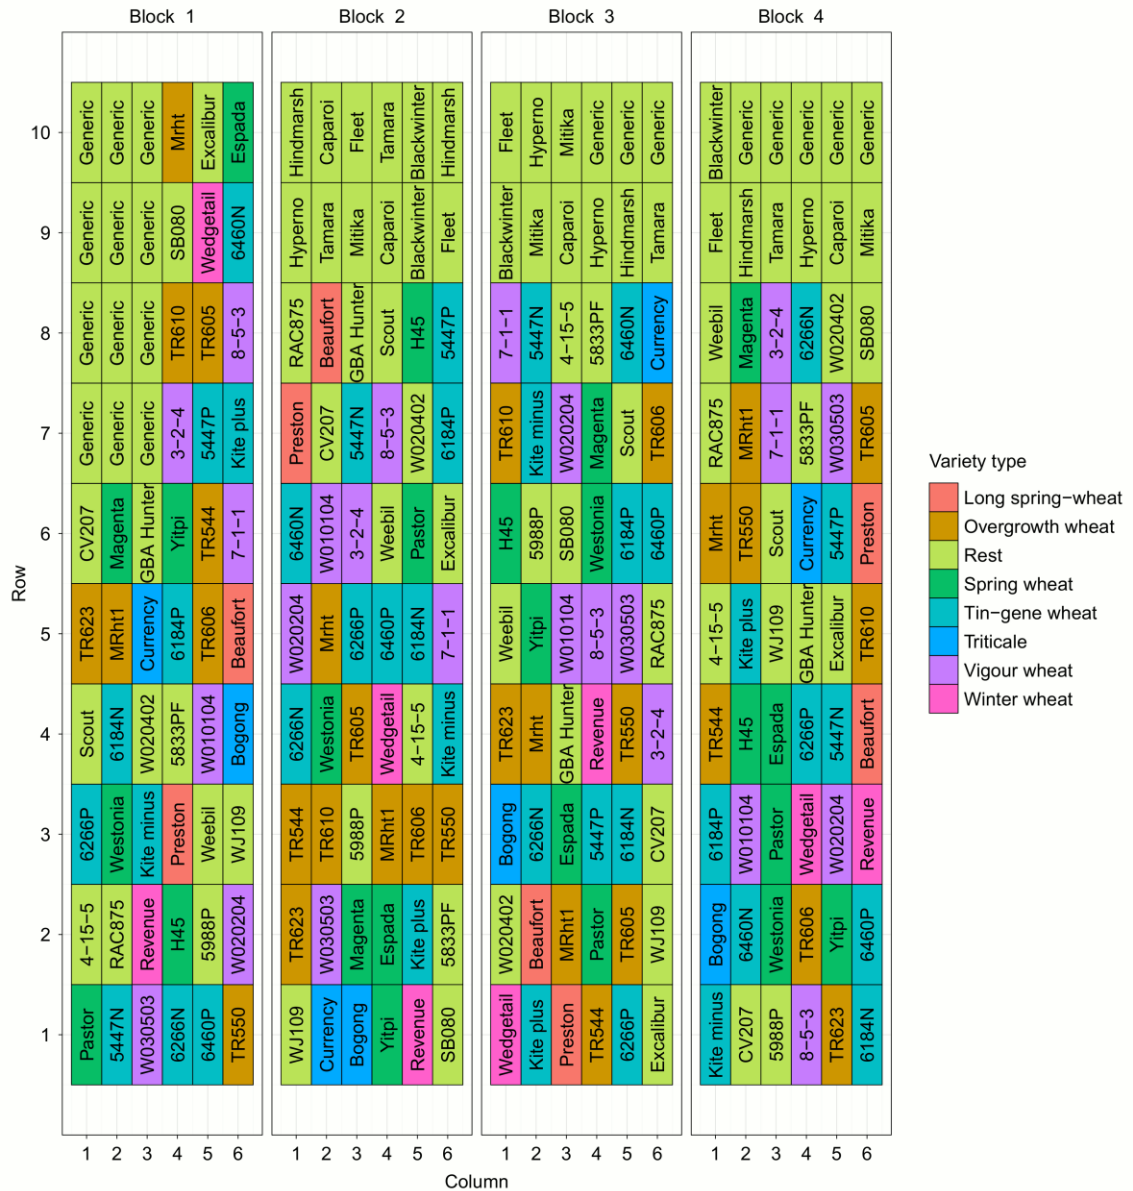 Block 1 Block 2 Block 3 Block 4
10 Generic Generic Generic Mrht Excalibur Espada Hindmarsh Caparoi Fleet Tamara Blackwinter Hindmarsh Fleet Hyperno Mitika Generic Generic Generic Blackwinter Generic Generic Generic Generic Generic
9 Generic Generic Generic SB080 Wedgetail 6460N Hyperno Tamara Mitika Caparoi Blackwinter Fleet Blackwinter Mitika Caparoi Hyperno Hindmarsh Tamara Fleet Hindmarsh Tamara Hyperno Caparoi Mitika
8 Generic Generic Generic TR610 TR605 8−5−3 RAC875 Beaufort GBA Hunter Scout H45 5447P 7−1−1 5447N 4−15−5 5833PF 6460N Currency Weebil Magenta 3−2−4 6266N W020402 SB080
7 Generic Generic Generic 3−2−4 5447P Kite plus Preston CV207 5447N 8−5−3 W020402 6184P TR610 Kite minus W020204 Magenta Scout TR606 RAC875 MRht1 7−1−1 5833PF W030503 TR605
6 CV207 Magenta GBA Hunter Yitpi TR544 7−1−1 6460N W010104 3−2−4 Weebil Pastor Excalibur H45 5988P SB080 Westonia 6184P 6460P Mrht TR550 Scout Currency 5447P Preston
5 TR623 MRht1 Currency 6184P TR606 Beaufort W020204 Mrht 6266P 6460P 6184N 7−1−1 Weebil Yitpi W010104 8−5−3 W030503 RAC875 4−15−5 Kite plus WJ109 GBA Hunter Excalibur TR610
4 Scout 6184N W020402 5833PF W010104 Bogong 6266N Westonia TR605 Wedgetail 4−15−5 Kite minus TR623 Mrht GBA Hunter Revenue TR550 3−2−4 TR544 H45 Espada 6266P 5447N Beaufort
3 6266P Westonia Kite minus Preston Weebil WJ109 TR544 TR610 5988P MRht1 TR606 TR550 Bogong 6266N Espada 5447P 6184N CV207 6184P W010104 Pastor Wedgetail W020204 Revenue
2 4−15−5 RAC875 Revenue H45 5988P W020204 TR623 W030503 Magenta Espada Kite plus 5833PF W020402 Beaufort MRht1 Pastor TR605 WJ109 Bogong 6460N Westonia TR606 Yitpi 6460P
1 Pastor 5447N W030503 6266N 6460P TR550 WJ109 Currency Bogong Yitpi Revenue SB080 Wedgetail Kite plus Preston TR544 6266P Excalibur Kite minus CV207 5988P 8−5−3 TR623 6184N
1 2 3 4 5 6 1 2 3 4 5 6 1 2 3 4 5 6 1 2 3 4 5 6
Column
Row
Variety type
Long spring−wheat
Overgrowth wheat
Rest
Spring wheat
Tin−gene wheat
Triticale
Vigour wheat
Winter wheat